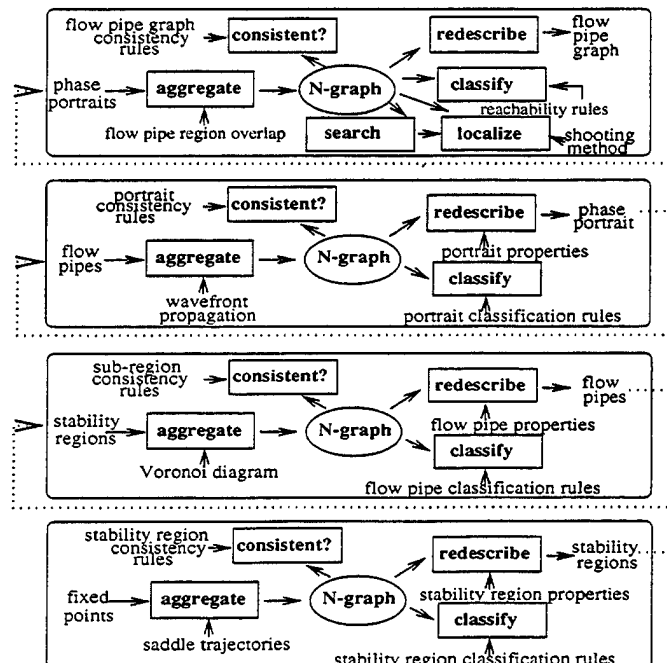 flow pipe graph
consistency
rules
consistent?
redescribe
flow
pipe
graph
phase
portraits
aggregate
N-graph
classify
reachability rules
flow pipe region overlap
search
localize
shooting
method
portrait
consistency
rules
consistent?
redescribe
phase
portrait
flow
pipes
aggregate
N-graph
portrait properties
classify
wavefront
propagation
portrait classification rules
sub-region
consistency
rules
consistent?
redescribe
flow
pipes
stability
regions
aggregate
N-graph
flow pipe properties
classify
Voronoi diagram
flow pipe classification rules
stability region
consistency
rules
consistent?
redescribe
stability
regions
fixed
points
aggregate
N-graph
stability region properties
classify
saddle trajectories
stability region classification rules